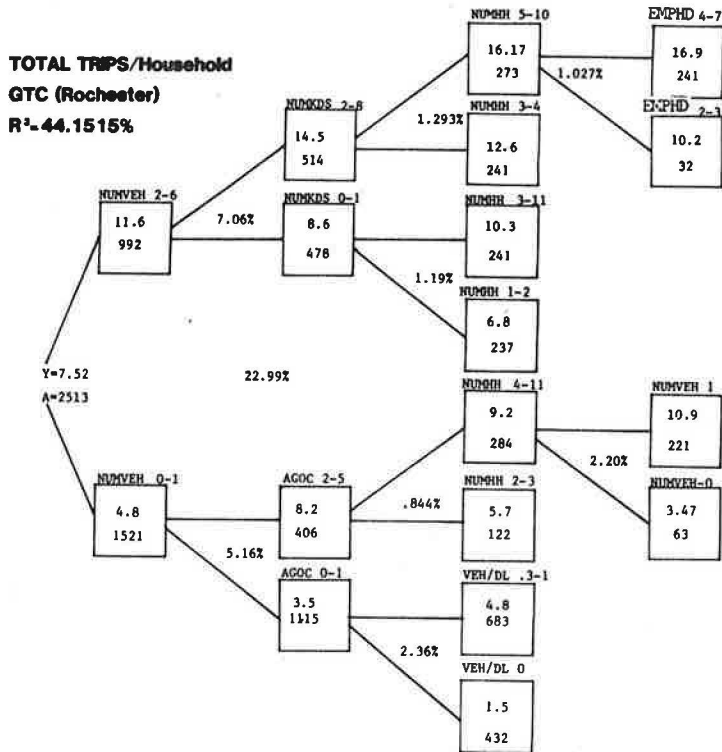 TOTAL TRIPS/Household
GTC (Rochester)
R²=44.1515%
NUMHH 5-10
16.17
273
EMPHD 4-7
16.9
241
1.027%
EMPHD 2-3
10.2
32
NUMKDS 2-8
14.5
514
1.293%
NUMHH 3-4
12.6
241
NUMVEH 2-6
11.6
992
7.06%
NUMKDS 0-1
8.6
478
NUMHH 3-11
10.3
241
1.19%
NUMHH 1-2
6.8
237
Y=7.52
A=2513
22.99%
NUMHH 4-11
9.2
284
NUMVEH 1
10.9
221
2.20%
NUMVEH-0
3.47
63
NUMVEH 0-1
4.8
1521
AGOC 2-5
8.2
406
.844%
NUMHH 2-3
5.7
122
5.16%
AGOC 0-1
3.5
1115
VEH/DL .3-1
4.8
683
2.36%
VEH/DL 0
1.5
432